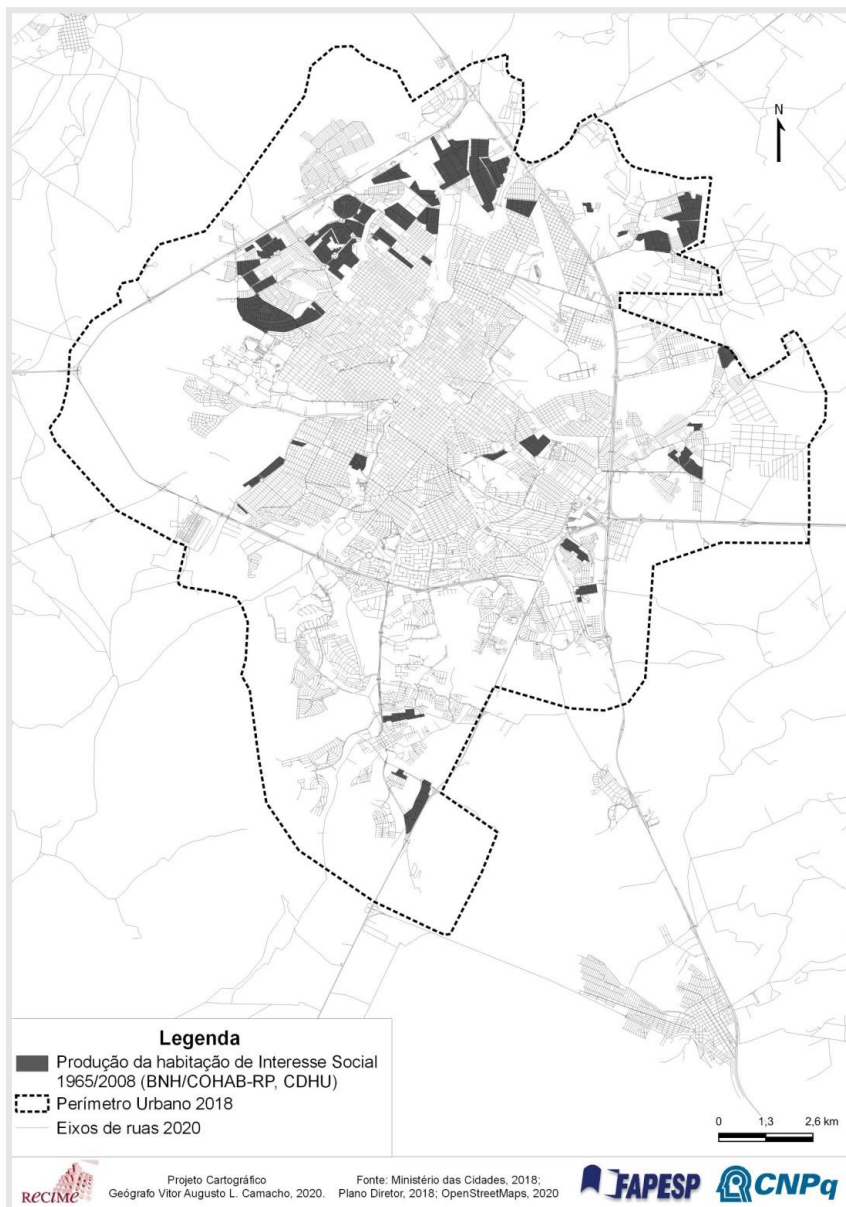 N
Legenda
Produção da habitação de Interesse Social
1965/2008 (BNH/COHAB-RP, CDHU)
Perímetro Urbano 2018
Eixos de ruas 2020
0 1,3 2,6 km
RECIME
Projeto Cartográfico
Geógrafo Vitor Augusto L. Camacho, 2020.
Fonte: Ministério das Cidades, 2018;
Plano Diretor, 2018; OpenStreetMaps, 2020
FAPESP
CNPq